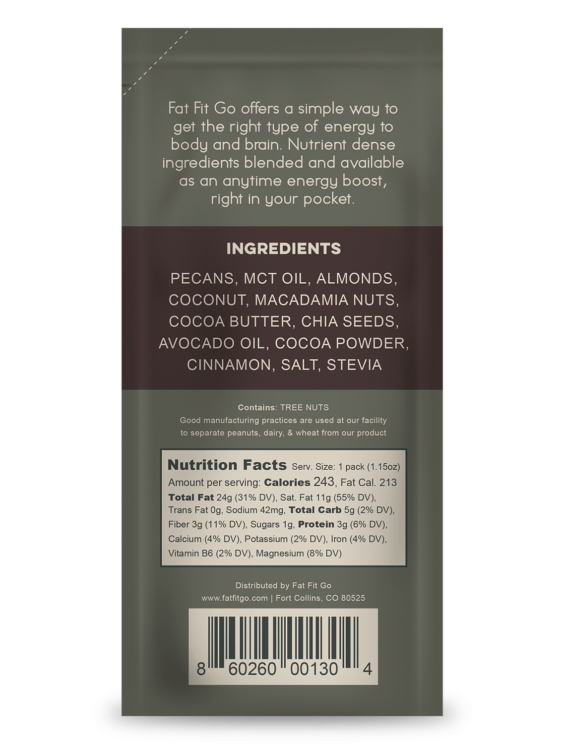 Fat Fit Go offers a simple way to
get the right type of energy to
body and brain. Nutrient dense
ingredients blended and available
as an anytime energy boost,
right in your pocket.
INGREDIENTS
PECANS, MCT OIL, ALMONDS,
COCONUT, MACADAMIA NUTS,
COCOA BUTTER, CHIA SEEDS,
AVOCADO OIL, COCOA POWDER,
CINNAMON, SALT, STEVIA
Contains: TREE NUTS
Good manufacturing practices are used at our facility
to separate peanuts, dairy, & wheat from our product
Nutrition Facts Serv. Size: 1 pack (1.15oz)
Amount per serving: Calories 243, Fat Cal. 213
Total Fat 24g (31% DV), Sat. Fat 11g (55% DV),
Trans Fat 0g, Sodium 42mg, Total Carb 5g (2% DV),
Fiber 3g (11% DV), Sugars 1g, Protein 3g (6% DV),
Calcium (4% DV), Potassium (2% DV), Iron (4% DV),
Vitamin B6 (2% DV), Magnesium (8% DV)
Distributed by Fat Fit Go
www.fatfitgo.com | Fort Collins, CO 80525
8 60260 00130 4